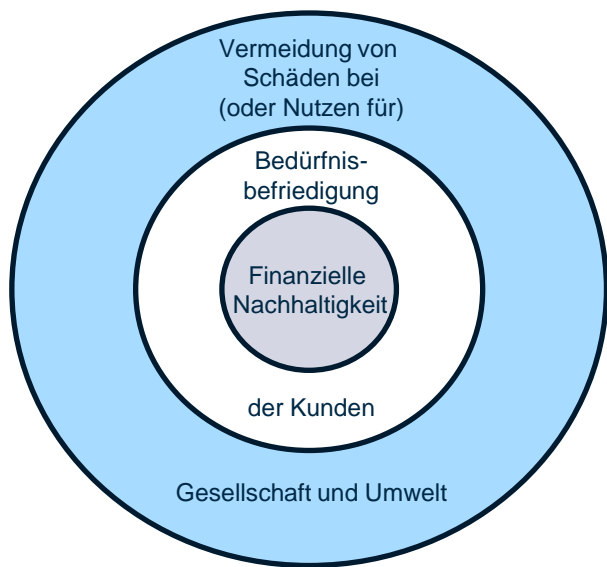 Vermeidung von
Schäden bei
(oder Nutzen für)
Bedürfnis-
befriedigung
Finanzielle
Nachhaltigkeit
der Kunden
Gesellschaft und Umwelt